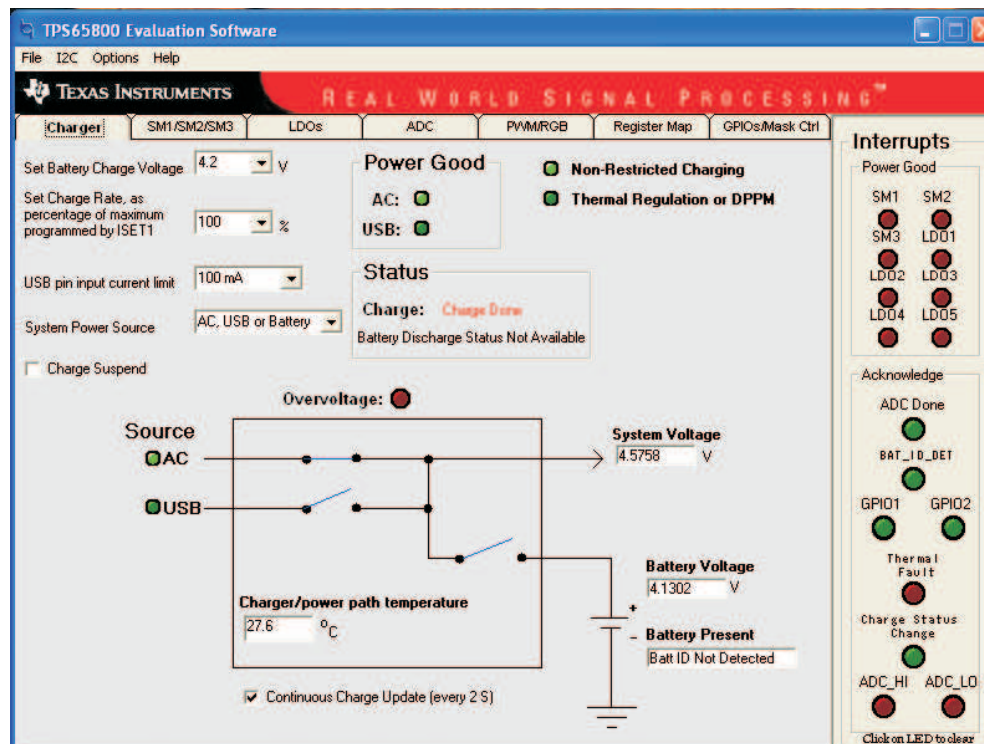 TPS65800 Evaluation Software
File I2C Options Help
TEXAS INSTRUMENTS
REAL WORLD SIGNAL PROCESSING™
Charger SM1/SM2/SM3 LDOs ADC PWM/RGB Register Map GPIOs/Mask Ctrl
Set Battery Charge Voltage 4.2 V
Set Charge Rate, as
percentage of maximum
programmed by ISET1
100 %
USB pin input current limit 100 mA
System Power Source AC, USB or Battery
Charge Suspend
Power Good
AC:
USB:
Non-Restricted Charging
Thermal Regulation or DPPM
Status
Charge: Charge Done
Battery Discharge Status Not Available
Overvoltage:
Source
AC
USB
System Voltage
4.5758 V
Battery Voltage
4.1302 V
+
-
Battery Present
Batt ID Not Detected
Charger/power path temperature
27.6 °C
Continuous Charge Update (every 2 S)
Interrupts
Power Good
SM1 SM2
SM3 LDO1
LDO2 LDO3
LDO4 LDO5
Acknowledge
ADC Done
BAT_ID_DET
GPIO1 GPIO2
Thermal
Fault
Charge Status
Change
ADC_HI ADC_LO
Click on LED to clear